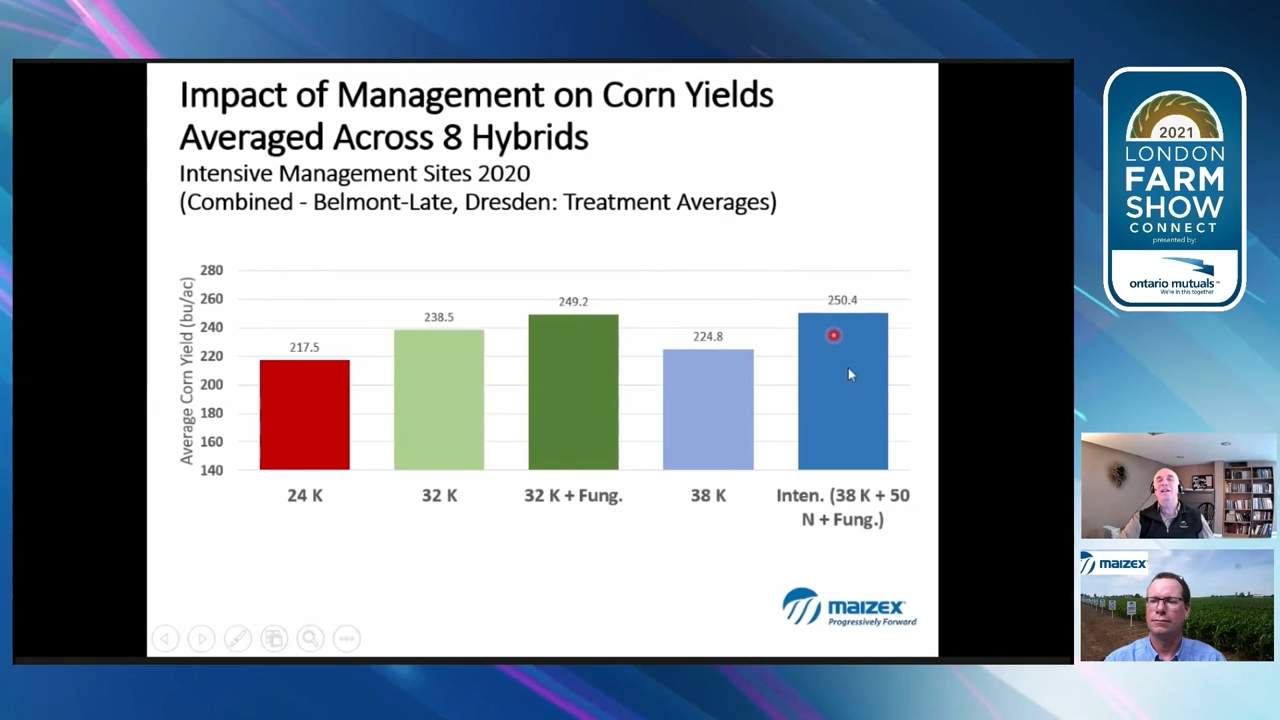 Impact of Management on Corn Yields
Averaged Across 8 Hybrids
Intensive Management Sites 2020
(Combined - Belmont-Late, Dresden: Treatment Averages)
Average Corn Yield (bu/ac)
280
260
240
220
200
180
160
140
217.5
238.5
249.2
224.8
250.4
24 K
32 K
32 K + Fung.
38 K
Inten. (38 K + 50
N + Fung.)
MAIZEX
Progressively Forward
2021
LONDON
FARM
SHOW
CONNECT
presented by:
ontario mutuals™
We're in this together
MAIZEX